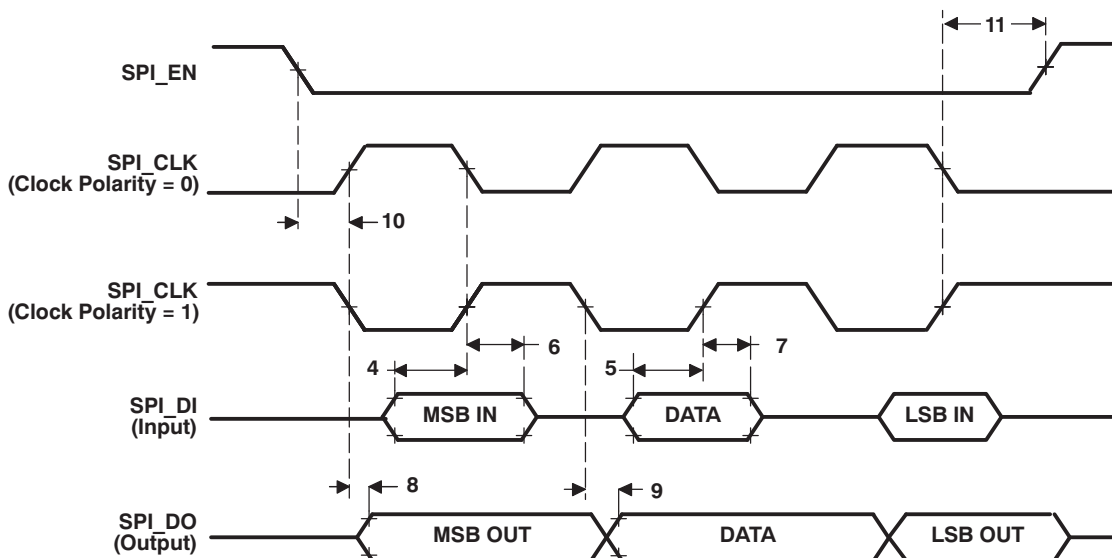 11
SPI_EN
SPI_CLK
(Clock Polarity = 0)
10
SPI_CLK
(Clock Polarity = 1)
6
7
4
5
SPI_DI
(Input)
MSB IN
DATA
LSB IN
8
9
SPI_DO
(Output)
MSB OUT
DATA
LSB OUT